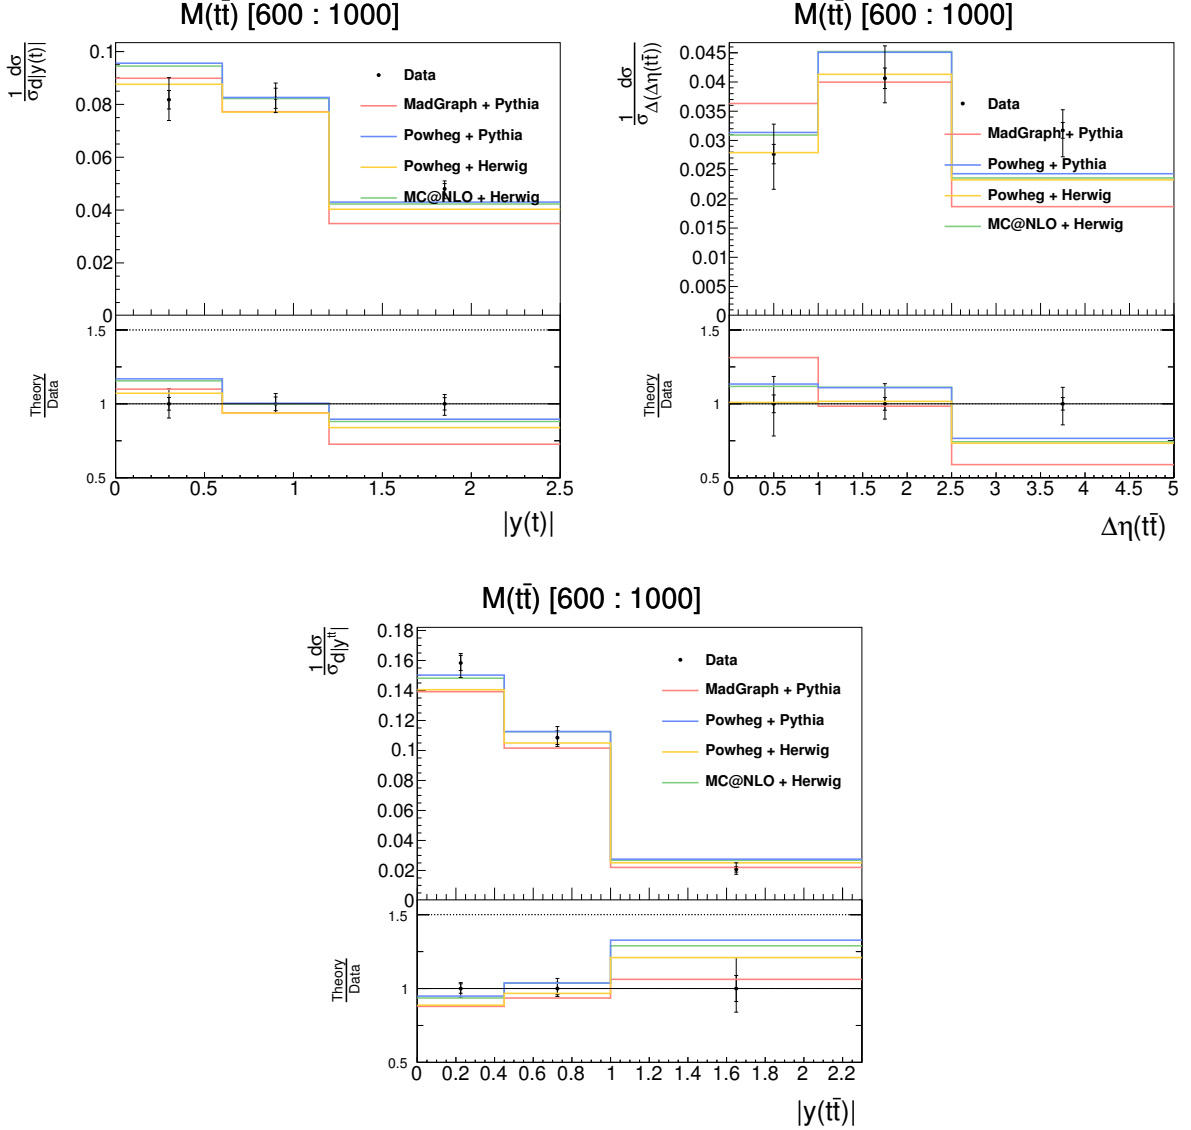 M(tt̄) [600 : 1000]
1/σ dσ/d|y(t)|
0.1
0.08
0.06
0.04
0.02
0
Data
MadGraph + Pythia
Powheg + Pythia
Powheg + Herwig
MC@NLO + Herwig
Theory/Data
1.5
1
0.5
0 0.5 1 1.5 2 2.5
|y(t)|
M(tt̄) [600 : 1000]
1/σ dσ/Δ(Δη(tt̄))
0.045
0.04
0.035
0.03
0.025
0.02
0.015
0.01
0.005
0
Data
MadGraph + Pythia
Powheg + Pythia
Powheg + Herwig
MC@NLO + Herwig
Theory/Data
1.5
1
0.5
0 0.5 1 1.5 2 2.5 3 3.5 4 4.5 5
Δη(tt̄)
M(tt̄) [600 : 1000]
1/σ dσ/d|y^tt̄|
0.18
0.16
0.14
0.12
0.1
0.08
0.06
0.04
0.02
0
Data
MadGraph + Pythia
Powheg + Pythia
Powheg + Herwig
MC@NLO + Herwig
Theory/Data
1.5
1
0.5
0 0.2 0.4 0.6 0.8 1 1.2 1.4 1.6 1.8 2 2.2
|y(tt̄)|